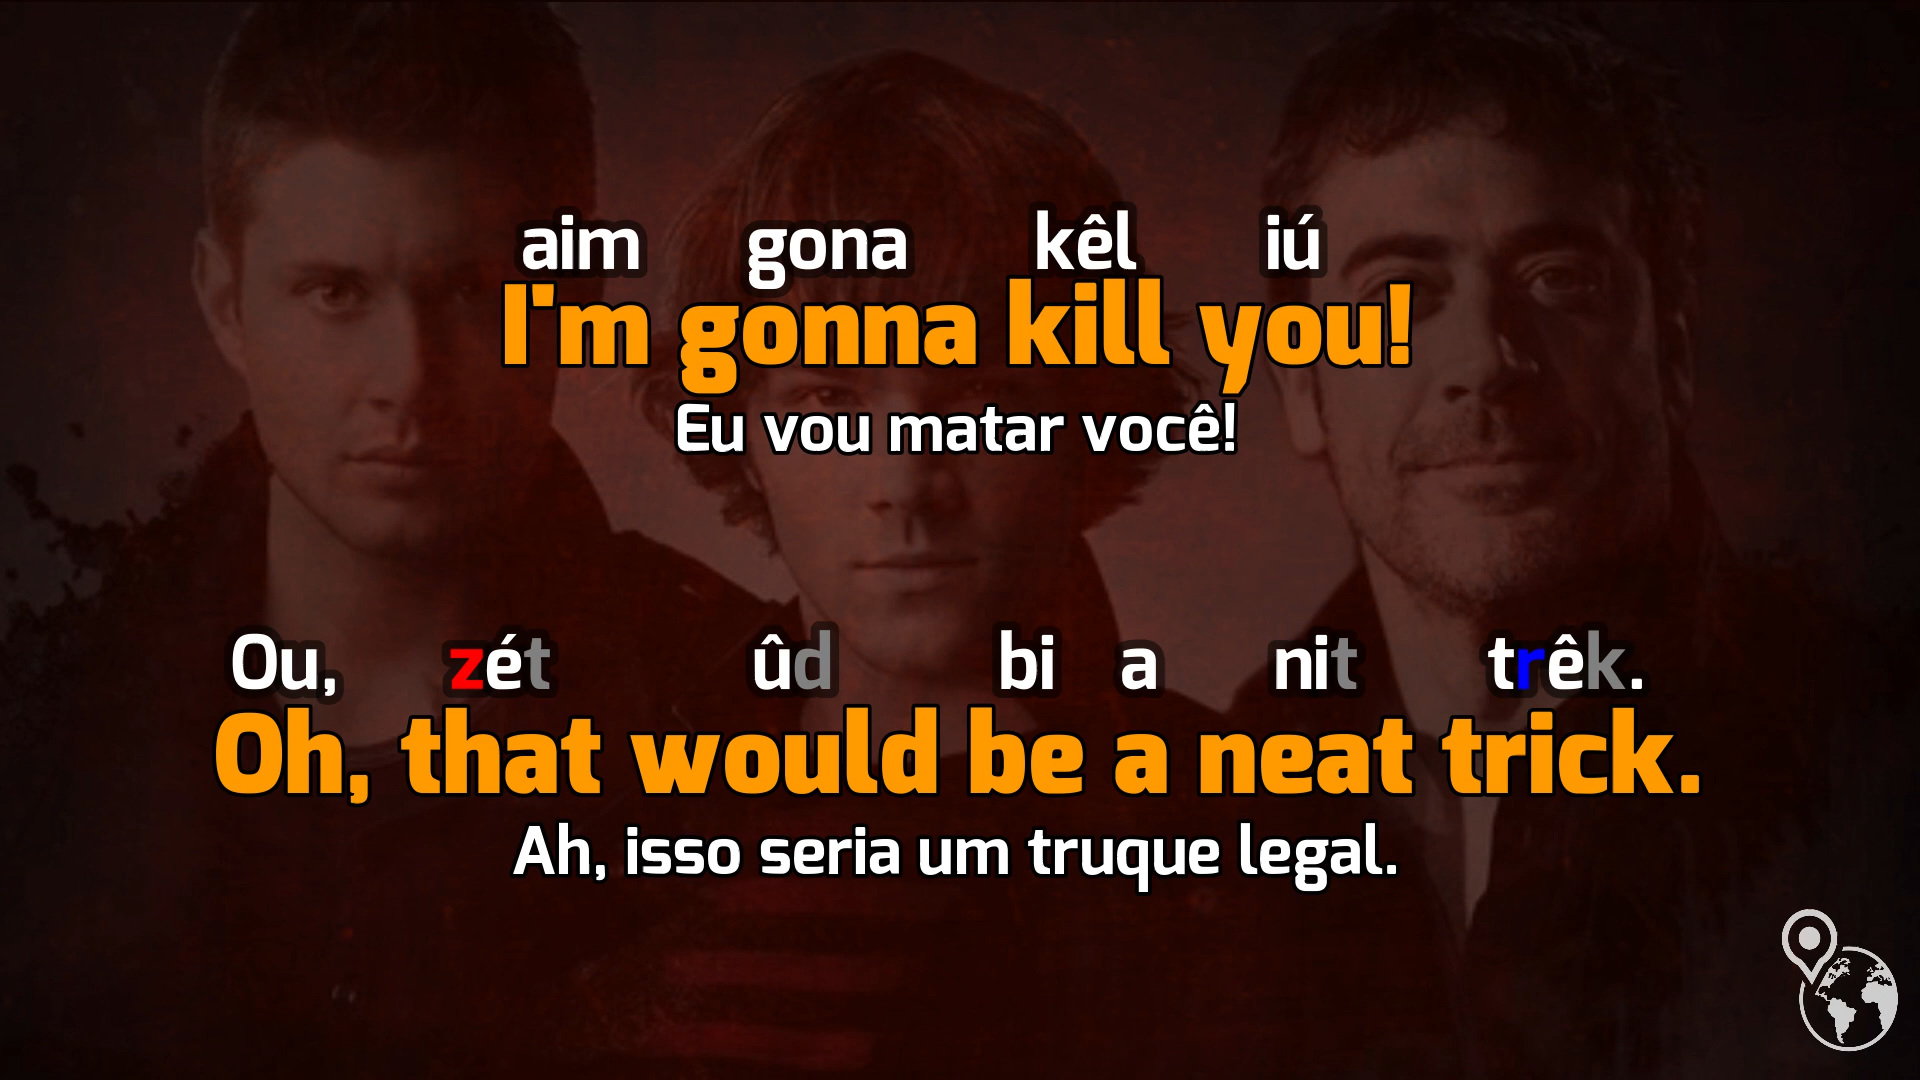 aim gona kêl iú
I'm gonna kill you!
Eu vou matar você!
Ou, zét ûd bi a nit trêk.
Oh, that would be a neat trick.
Ah, isso seria um truque legal.